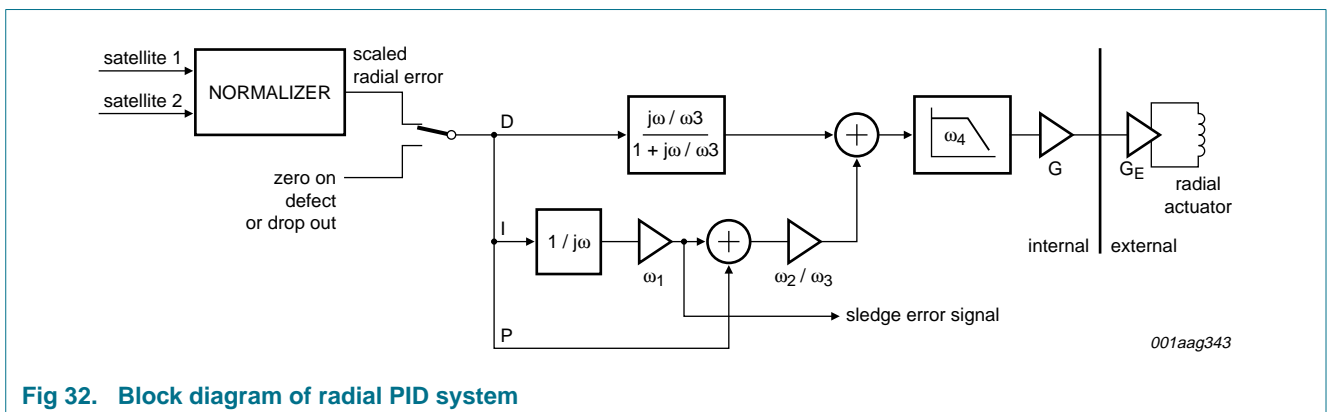 satellite 1
satellite 2
NORMALIZER
scaled
radial error
zero on
defect
or drop out
D
I
P
jω / ω3
1 + jω / ω3
1 / jω
ω1
+
ω2 / ω3
+
ω4
G
GE
radial
actuator
internal
external
sledge error signal
001aag343
Fig 32. Block diagram of radial PID system